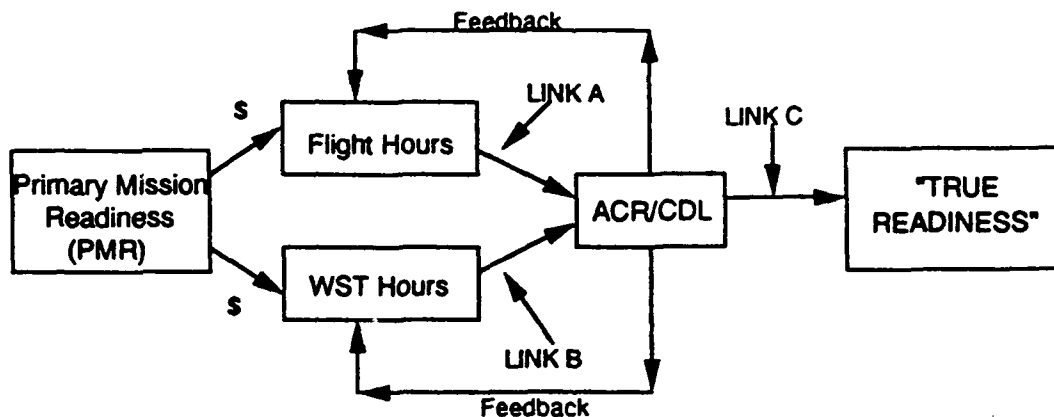 Feedback
LINK A
$
Flight Hours
LINK C
Primary Mission
Readiness
(PMR)
ACR/CDL
"TRUE
READINESS"
WST Hours
$
LINK B
Feedback